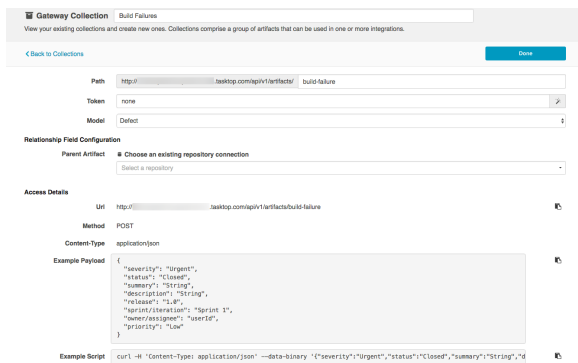 Gateway Collection Build Failures
View your existing collections and create new ones. Collections comprise a group of artifacts that can be used in one or more integrations.
Back to Collections Done
Path http:// .tasktop.com/api/v1/artifacts/ build-failure
Token none
Model Defect
Relationship Field Configuration
Parent Artifact Choose an existing repository connection
Select a repository
Access Details
Url http:// .tasktop.com/api/v1/artifacts/build-failure
Method POST
Content-Type application/json
Example Payload {
"severity": "Urgent",
"status": "Closed",
"summary": "String",
"description": "String",
"release": "1.0",
"sprint/iteration": "Sprint 1",
"owner/assignee": "userId",
"priority": "Low"
}
Example Script curl -H 'Content-Type: application/json' --data-binary '{"severity":"Urgent","status":"Closed","summary":"String","d